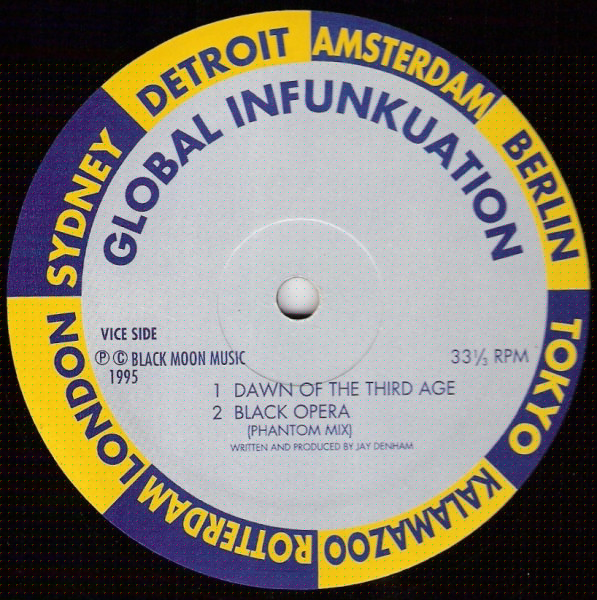 DETROIT
AMSTERDAM
BERLIN
TOKYO
KALAMAZOO
ROTTERDAM
LONDON
SYDNEY
GLOBAL INFUNKUATION
VICE SIDE
Ⓟ © BLACK MOON MUSIC
1995
33⅓ RPM
1 DAWN OF THE THIRD AGE
2 BLACK OPERA
(PHANTOM MIX)
WRITTEN AND PRODUCED BY JAY DENHAM